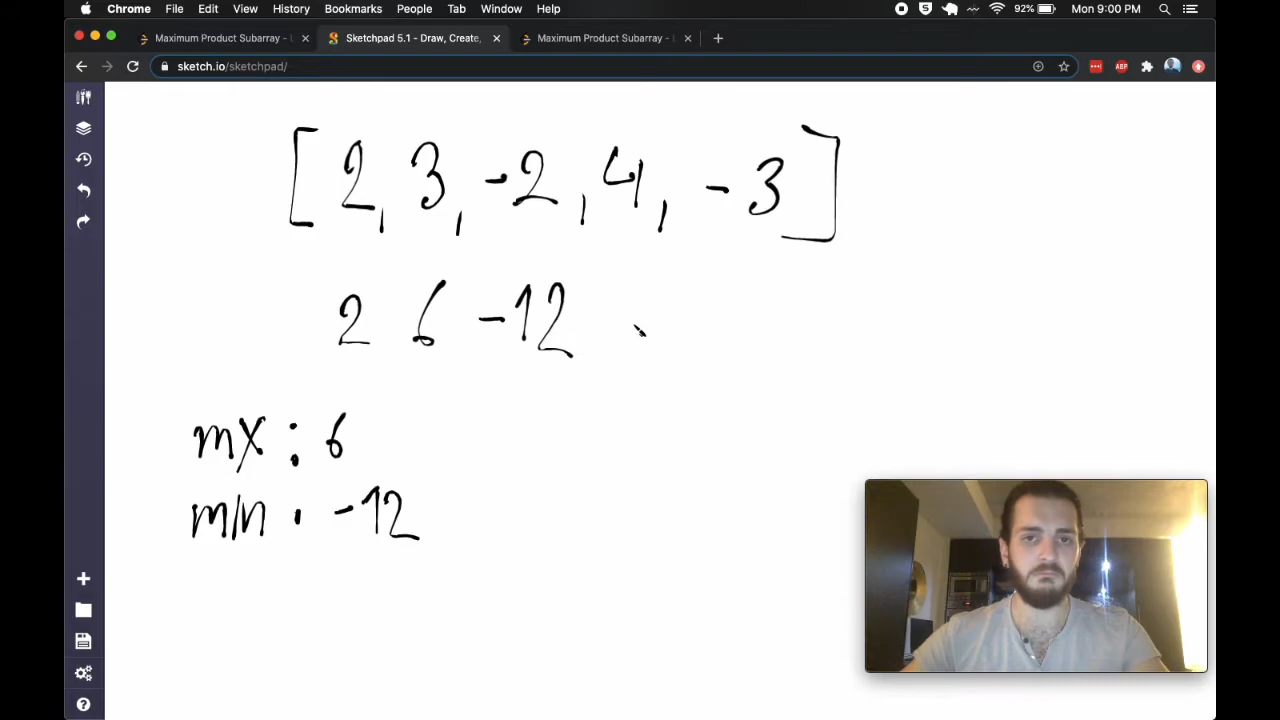 Chrome File Edit View History Bookmarks People Tab Window Help 92% Mon 9:00 PM
Maximum Product Subarray - L Sketchpad 5.1 - Draw, Create, Maximum Product Subarray - L
sketch.io/sketchpad/ ABP
[2, 3, -2, 4, -3]
2 6 -12
mx : 6
min . -12